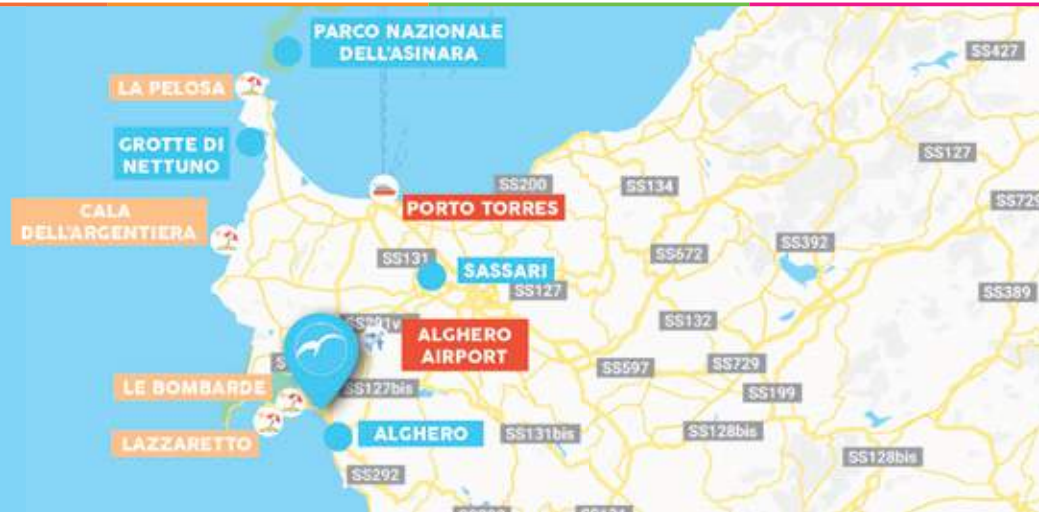 PARCO NAZIONALE
DELL'ASINARA
SS427
LA PELOSA
GROTTE DI
NETTUNO
SS127
SS200
SS134
SS729
PORTO TORRES
CALA
DELL'ARGENTIERA
SS392
SS131
SS672
SASSARI
SS127
SS389
SS132
ALGHERO
AIRPORT
SS597
SS729
LE BOMBARDE
SS127bis
SS199
LAZZARETTO
ALGHERO
SS131bis
SS128bis
SS128bis
SS292